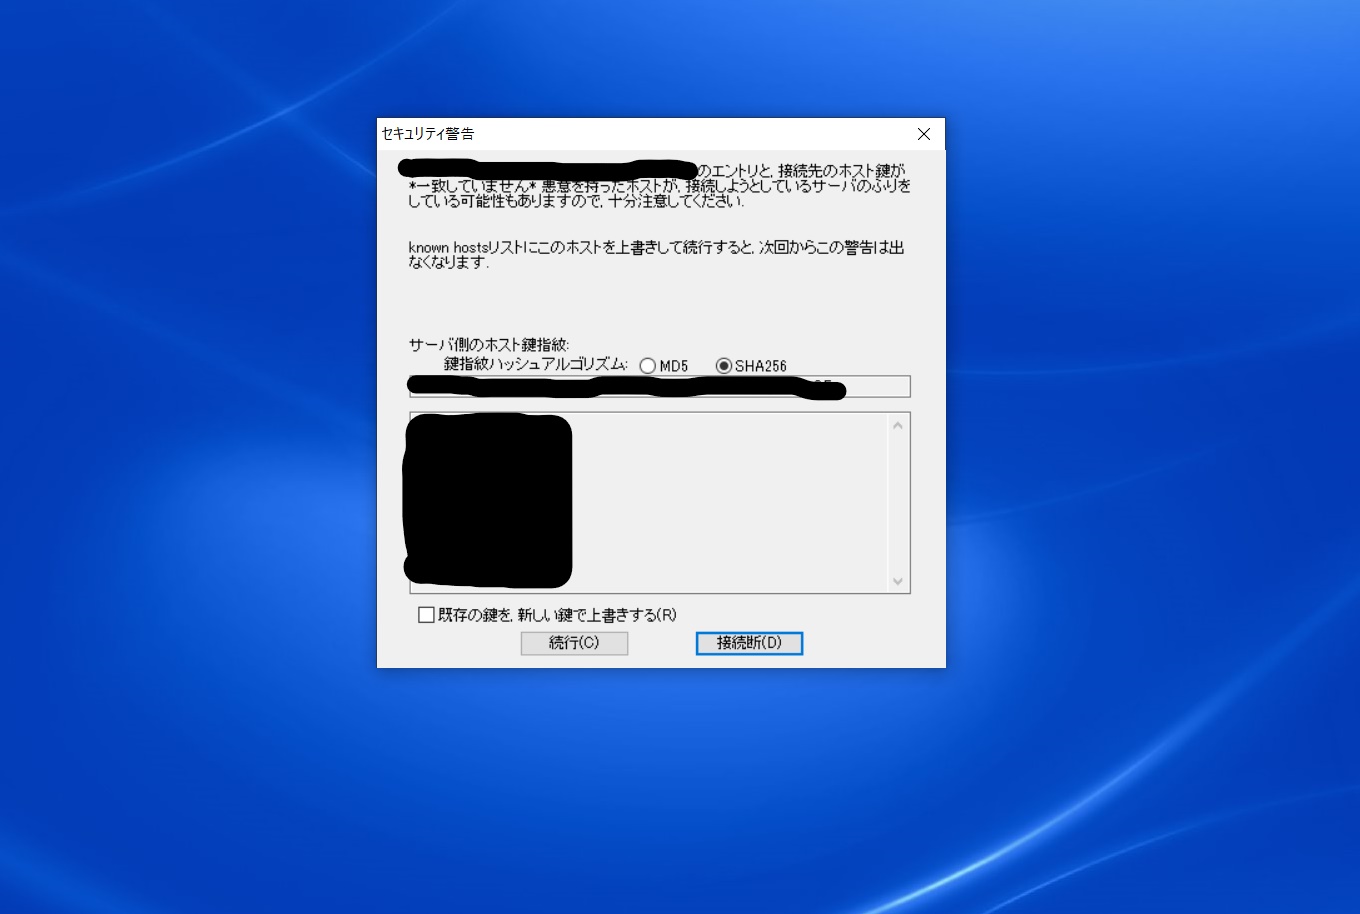 セキュリティ警告
のエントリと, 接続先のホスト鍵が
*一致していません* 悪意を持ったホストが, 接続しようとしているサーバのふりを
している可能性もありますので, 十分注意してください.
known hostsリストにこのホストを上書きして続行すると, 次回からこの警告は出
なくなります.
サーバ側のホスト鍵指紋:
鍵指紋ハッシュアルゴリズム: MD5 SHA256
既存の鍵を, 新しい鍵で上書きする(R)
続行(C) 接続断(D)